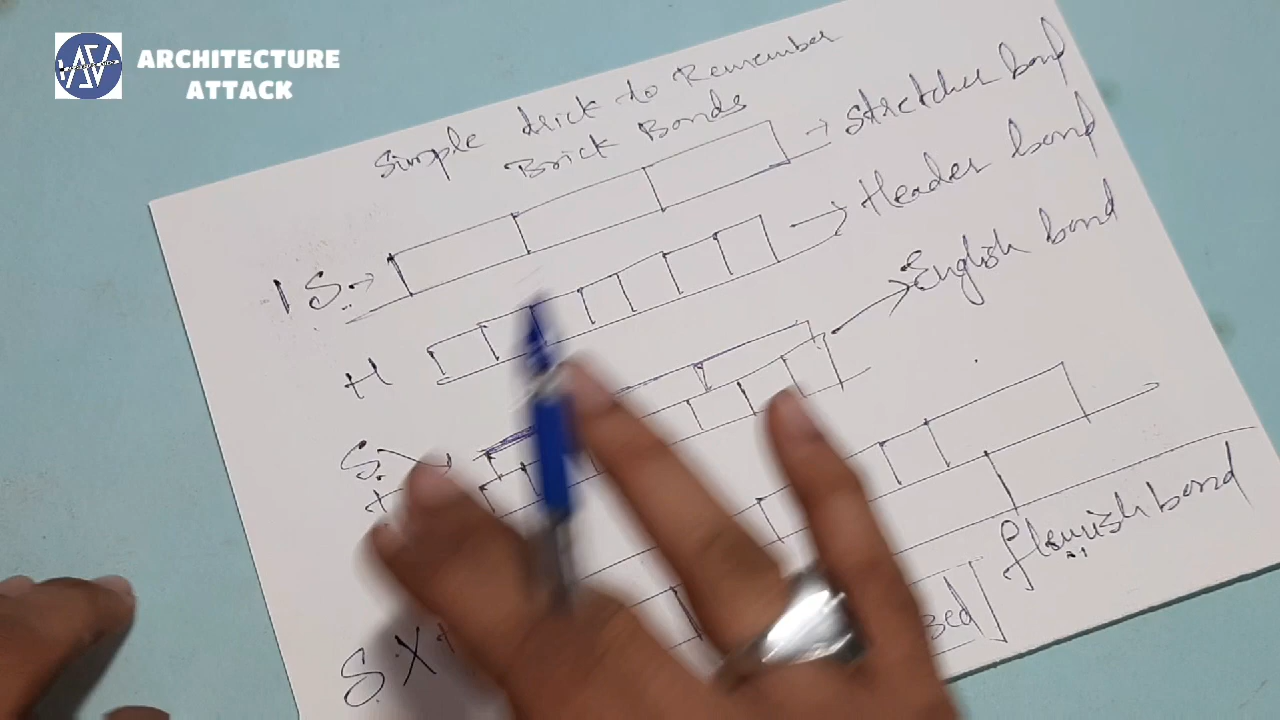 ARCHITECTURE
ATTACK
Simple trick to Remember
Brick Bonds
→ Stretcher bond
1 S. →
→ Header bond
H
English bond
S.
+
flemish bond
S X +